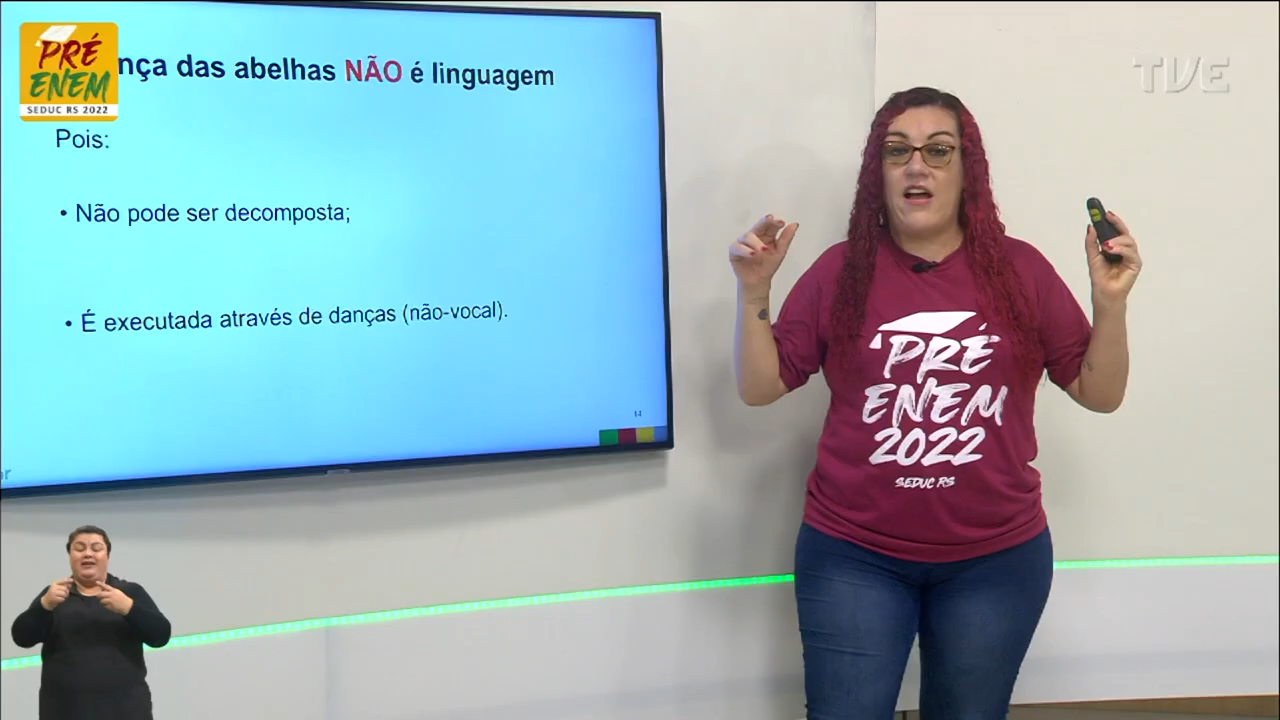 PRÉ
ENEM
SEDUC RS 2022
das abelhas NÃO é linguagem
Pois:
• Não pode ser decomposta;
• É executada através de danças (não-vocal).
14
TVE
PRÉ
ENEM
2022
SEDUC RS